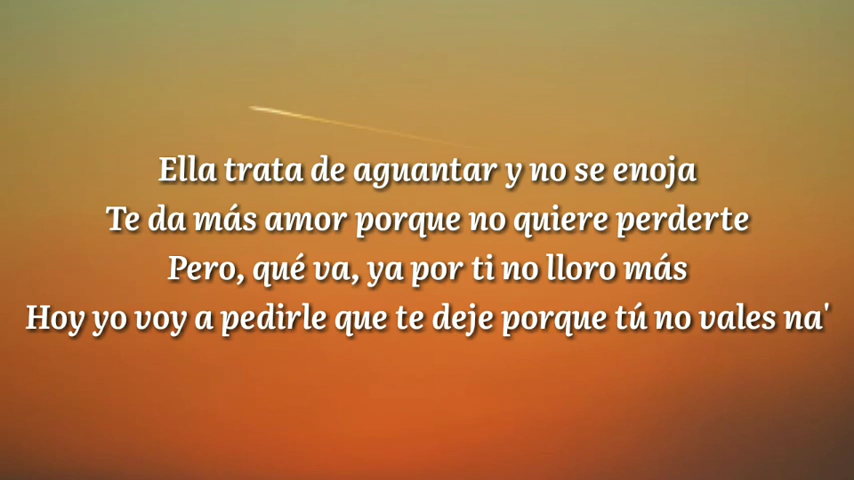 Ella trata de aguantar y no se enoja
Te da más amor porque no quiere perderte
Pero, qué va, ya por ti no lloro más
Hoy yo voy a pedirle que te deje porque tú no vales na'